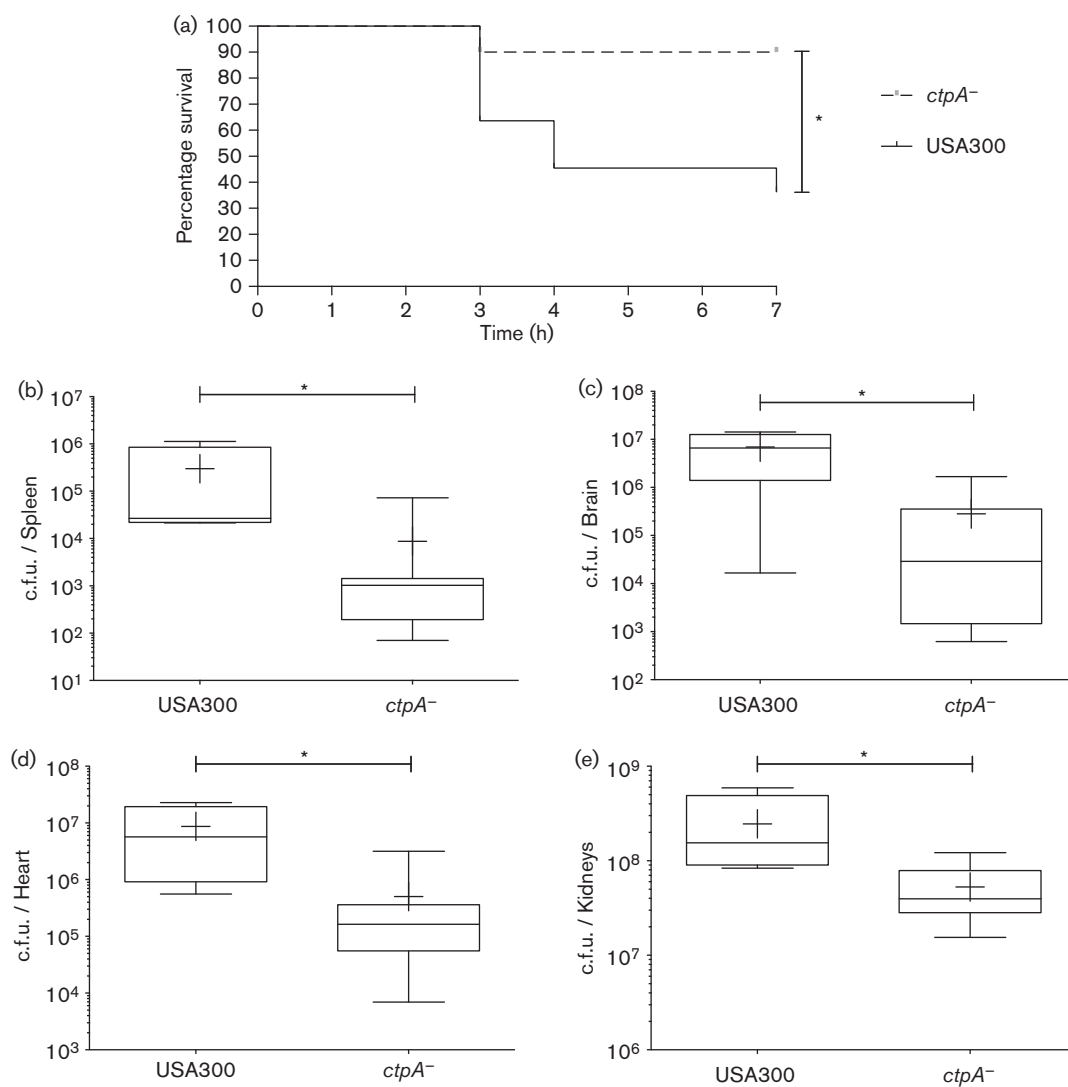 (a)
Percentage survival
100
90
80
70
60
50
40
30
20
10
0
0 1 2 3 4 5 6 7
Time (h)
*
ctpA⁻
USA300
(b)
*
c.f.u. / Spleen
10⁷
10⁶
10⁵
10⁴
10³
10²
10¹
USA300 ctpA⁻
(c)
*
c.f.u. / Brain
10⁸
10⁷
10⁶
10⁵
10⁴
10³
10²
USA300 ctpA⁻
(d)
*
c.f.u. / Heart
10⁸
10⁷
10⁶
10⁵
10⁴
10³
USA300 ctpA⁻
(e)
*
c.f.u. / Kidneys
10⁹
10⁸
10⁷
10⁶
USA300 ctpA⁻